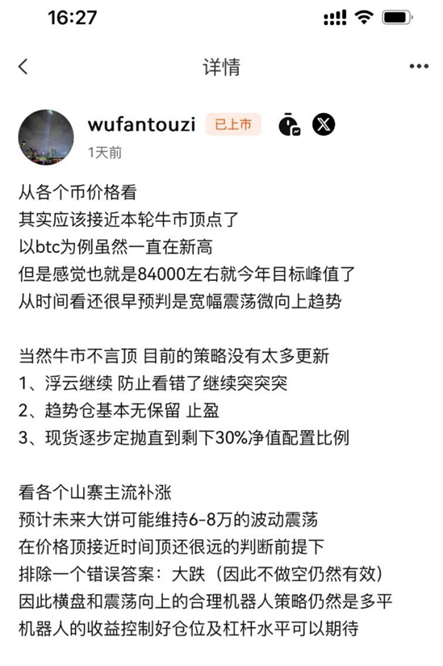 16:27
详情
wufantouzi 已上市
1天前
从各个币价格看
其实应该接近本轮牛市顶点了
以btc为例虽然一直在新高
但是感觉也就是84000左右就今年目标峰值了
从时间看还很早预判是宽幅震荡微向上趋势
当然牛市不言顶 目前的策略没有太多更新
1、浮云继续 防止看错了继续突突突
2、趋势仓基本无保留 止盈
3、现货逐步定抛直到剩下30%净值配置比例
看各个山寨主流补涨
预计未来大饼可能维持6-8万的波动震荡
在价格顶接近时间顶还很远的判断前提下
排除一个错误答案：大跌（因此不做空仍然有效）
因此横盘和震荡向上的合理机器人策略仍然是多平
机器人的收益控制好仓位及杠杆水平可以期待